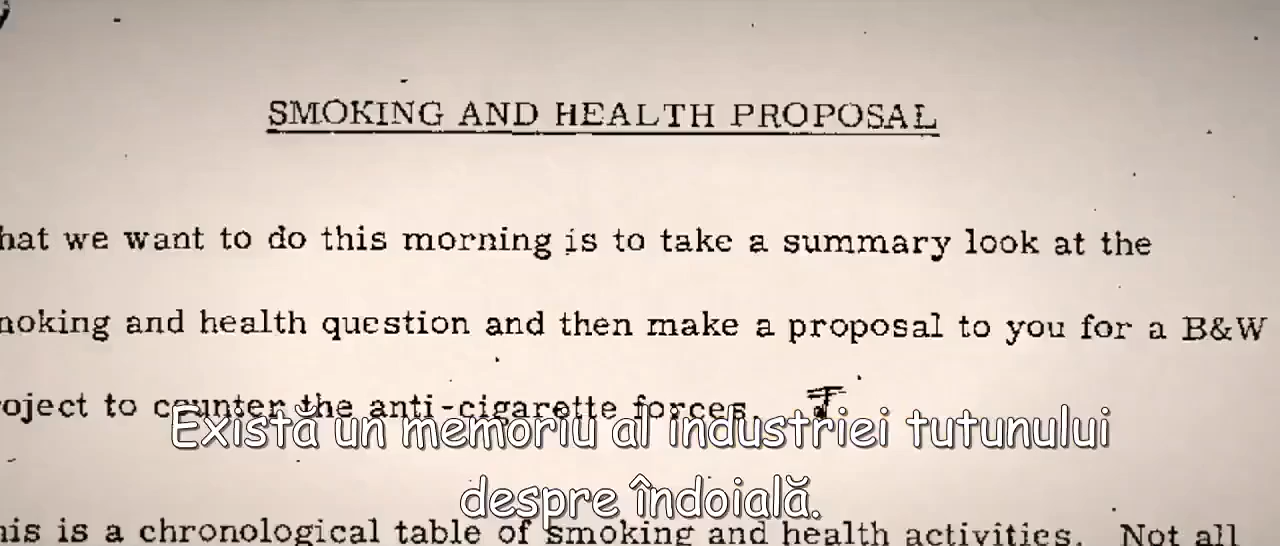 SMOKING AND HEALTH PROPOSAL
hat we want to do this morning is to take a summary look at the
moking and health question and then make a proposal to you for a B&W
roject to counter the anti-cigarette forces.
Există un memoriu al industriei tutunului
despre îndoială.
his is a chronological table of smoking and health activities. Not all